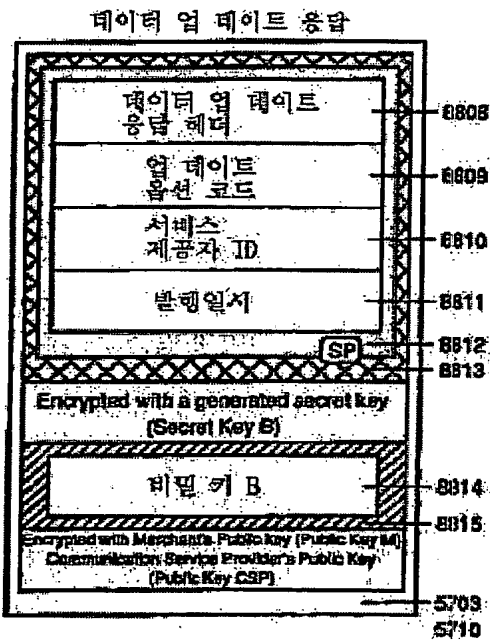 데이터 업 데이트 응답
데이터 업 데이트
응답 헤더
8808
업 데이트
옵션 코드
8809
서비스
제공자 ID
8810
발행일시
8811
SP
8812
8813
Encrypted with a generated secret key
(Secret Key B)
비밀 키 B
8814
8815
Encrypted with Merchant's Public key (Public Key M)
Communication Service Provider's Public Key
(Public Key CSP)
5703
5710